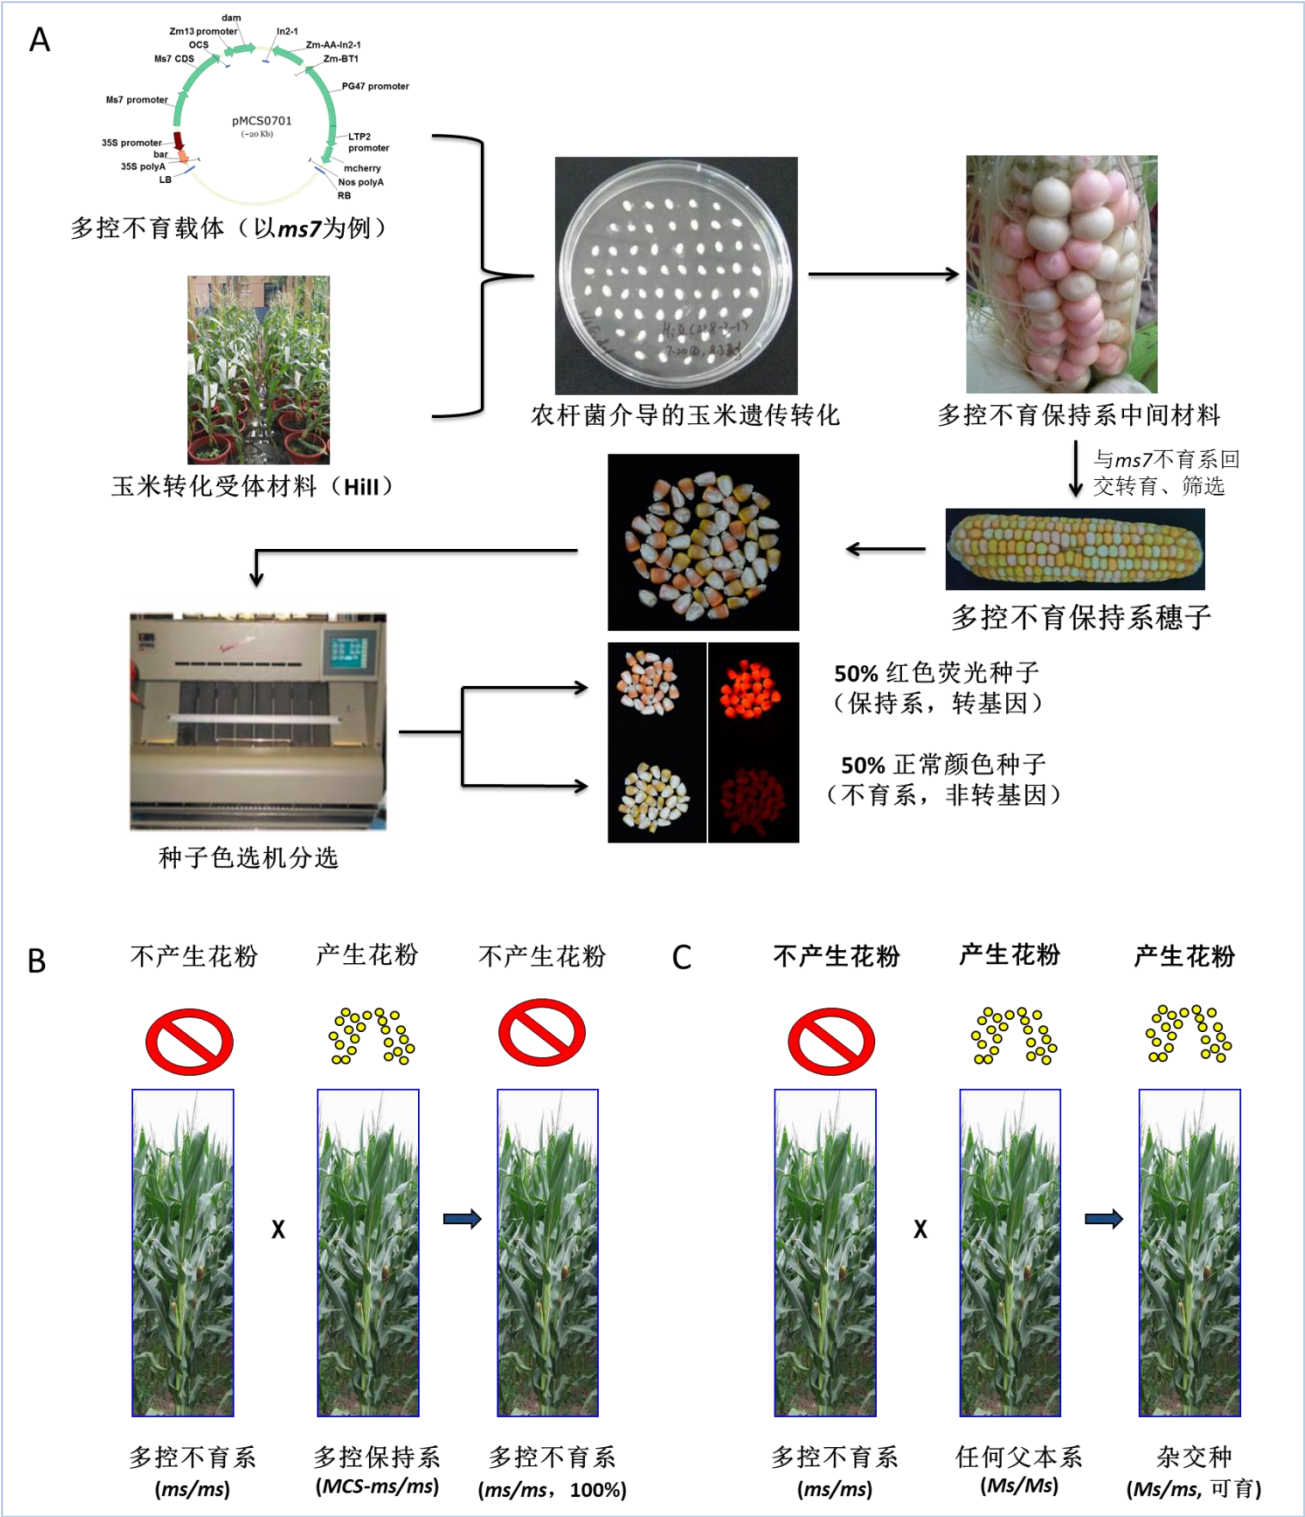 A
dam
Zm13 promoter
In2-1
OCS
Zm-AA-In2-1
Ms7 CDS
Zm-BT1
PG47 promoter
Ms7 promoter
pMCS0701
(~20 Kb)
35S promoter
LTP2
promoter
bar
35S polyA
mcherry
LB
Nos polyA
RB
多控不育载体（以ms7为例）
玉米转化受体材料（HiII）
农杆菌介导的玉米遗传转化
多控不育保持系中间材料
与ms7不育系回
交转育、筛选
多控不育保持系穗子
50% 红色荧光种子
（保持系，转基因）
50% 正常颜色种子
（不育系，非转基因）
种子色选机分选
B
不产生花粉
产生花粉
不产生花粉
X
多控不育系
(ms/ms)
多控保持系
(MCS-ms/ms)
多控不育系
(ms/ms，100%)
C
不产生花粉
产生花粉
产生花粉
X
多控不育系
(ms/ms)
任何父本系
(Ms/Ms)
杂交种
(Ms/ms, 可育)